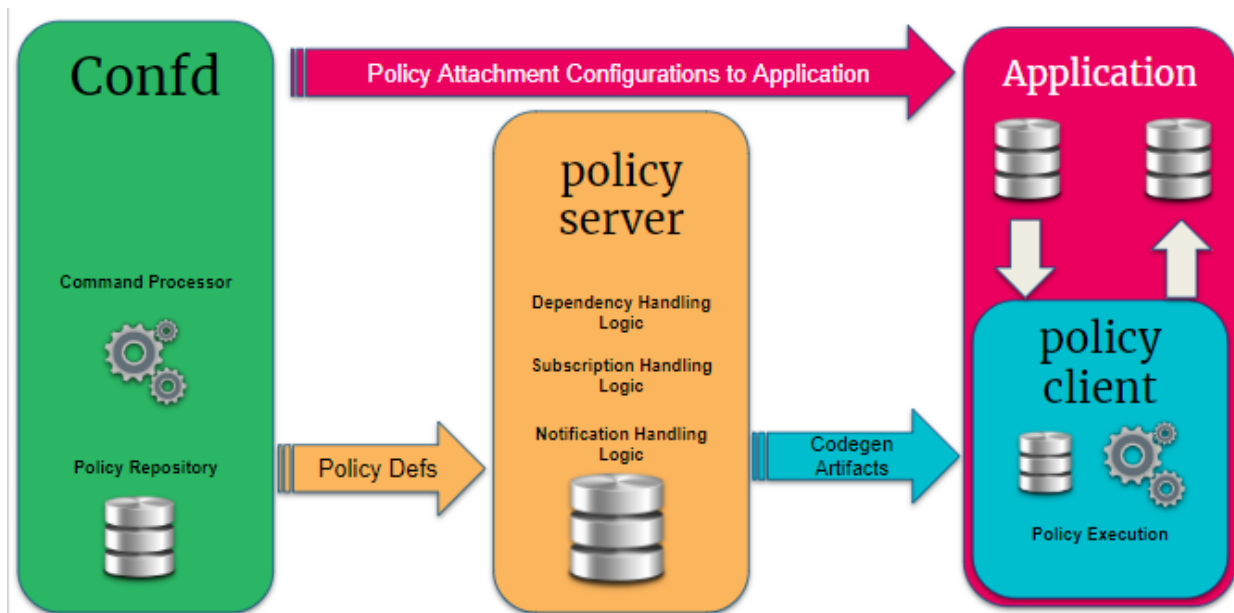 Confd
Policy Attachment Configurations to Application
Application
policy
server
Command Processor
Dependency Handling
Logic
Subscription Handling
Logic
policy
client
Notification Handling
Logic
Policy Repository
Policy Defs
Codegen
Artifacts
Policy Execution